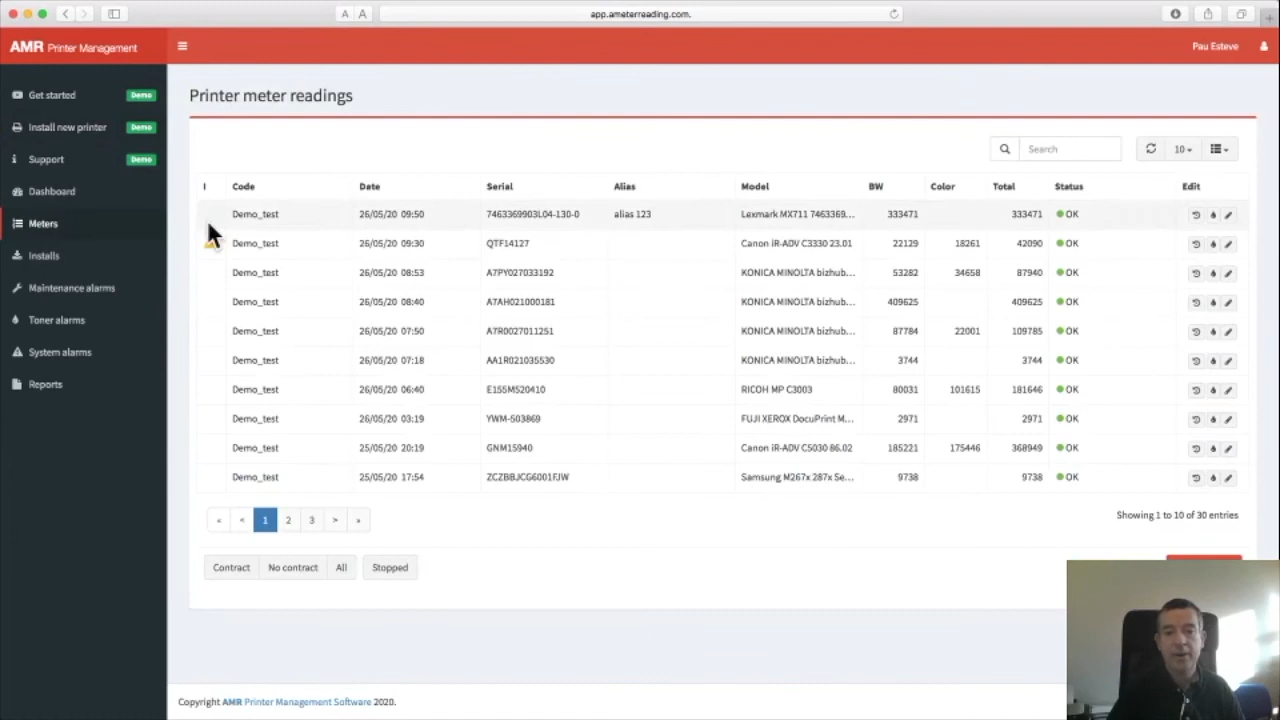 A A app.ameterreading.com.
AMR Printer Management Pau Esteve
Get started Demo
Install new printer Demo
Support Demo
Dashboard
Meters
Installs
Maintenance alarms
Toner alarms
System alarms
Reports
Printer meter readings
Search 10
I Code Date Serial Alias Model BW Color Total Status Edit
Demo_test 26/05/20 09:50 7463369903L04-130-0 alias 123 Lexmark MX711 7463369... 333471 333471 OK
Demo_test 26/05/20 09:30 QTF14127 Canon iR-ADV C3330 23.01 22129 18261 42090 OK
Demo_test 26/05/20 08:53 A7PY027033192 KONICA MINOLTA bizhub... 53282 34658 87940 OK
Demo_test 26/05/20 08:40 A7AH021000181 KONICA MINOLTA bizhub... 409625 409625 OK
Demo_test 26/05/20 07:50 A7R0027011251 KONICA MINOLTA bizhub... 87784 22001 109785 OK
Demo_test 26/05/20 07:18 AA1R021035530 KONICA MINOLTA bizhub... 3744 3744 OK
Demo_test 26/05/20 06:40 E155M520410 RICOH MP C3003 80031 101615 181646 OK
Demo_test 26/05/20 03:19 YWM-503869 FUJI XEROX DocuPrint M... 2971 2971 OK
Demo_test 25/05/20 20:19 GNM15940 Canon iR-ADV C5030 86.02 185221 175446 368949 OK
Demo_test 25/05/20 17:54 ZCZBBJCG6001FJW Samsung M267x 287x Se... 9738 9738 OK
« < 1 2 3 > » Showing 1 to 10 of 30 entries
Contract No contract All Stopped
Copyright AMR Printer Management Software 2020.